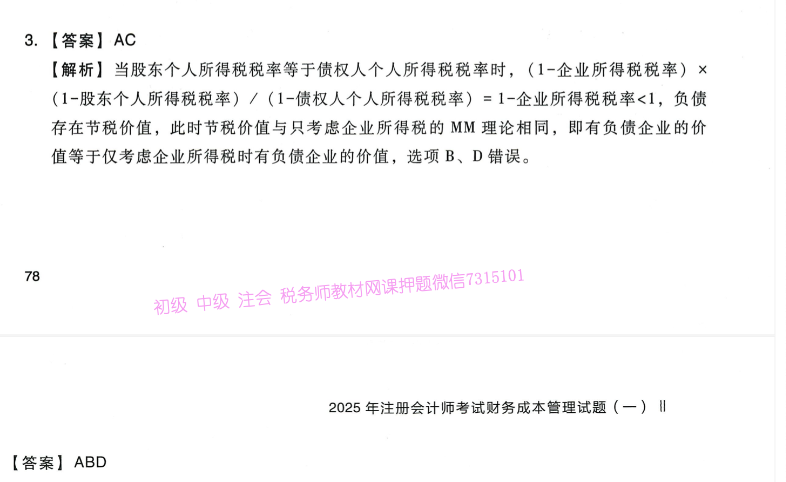 3. 【答案】AC
【解析】当股东个人所得税税率等于债权人个人所得税税率时，（1-企业所得税税率）×
（1-股东个人所得税税率）/（1-债权人个人所得税税率）= 1-企业所得税税率<1，负债
存在节税价值，此时节税价值与只考虑企业所得税的 MM 理论相同，即有负债企业的价
值等于仅考虑企业所得税时有负债企业的价值，选项 B、D 错误。
78
初级 中级 注会 税务师教材网课押题微信7315101
2025 年注册会计师考试财务成本管理试题（一）||
【答案】ABD